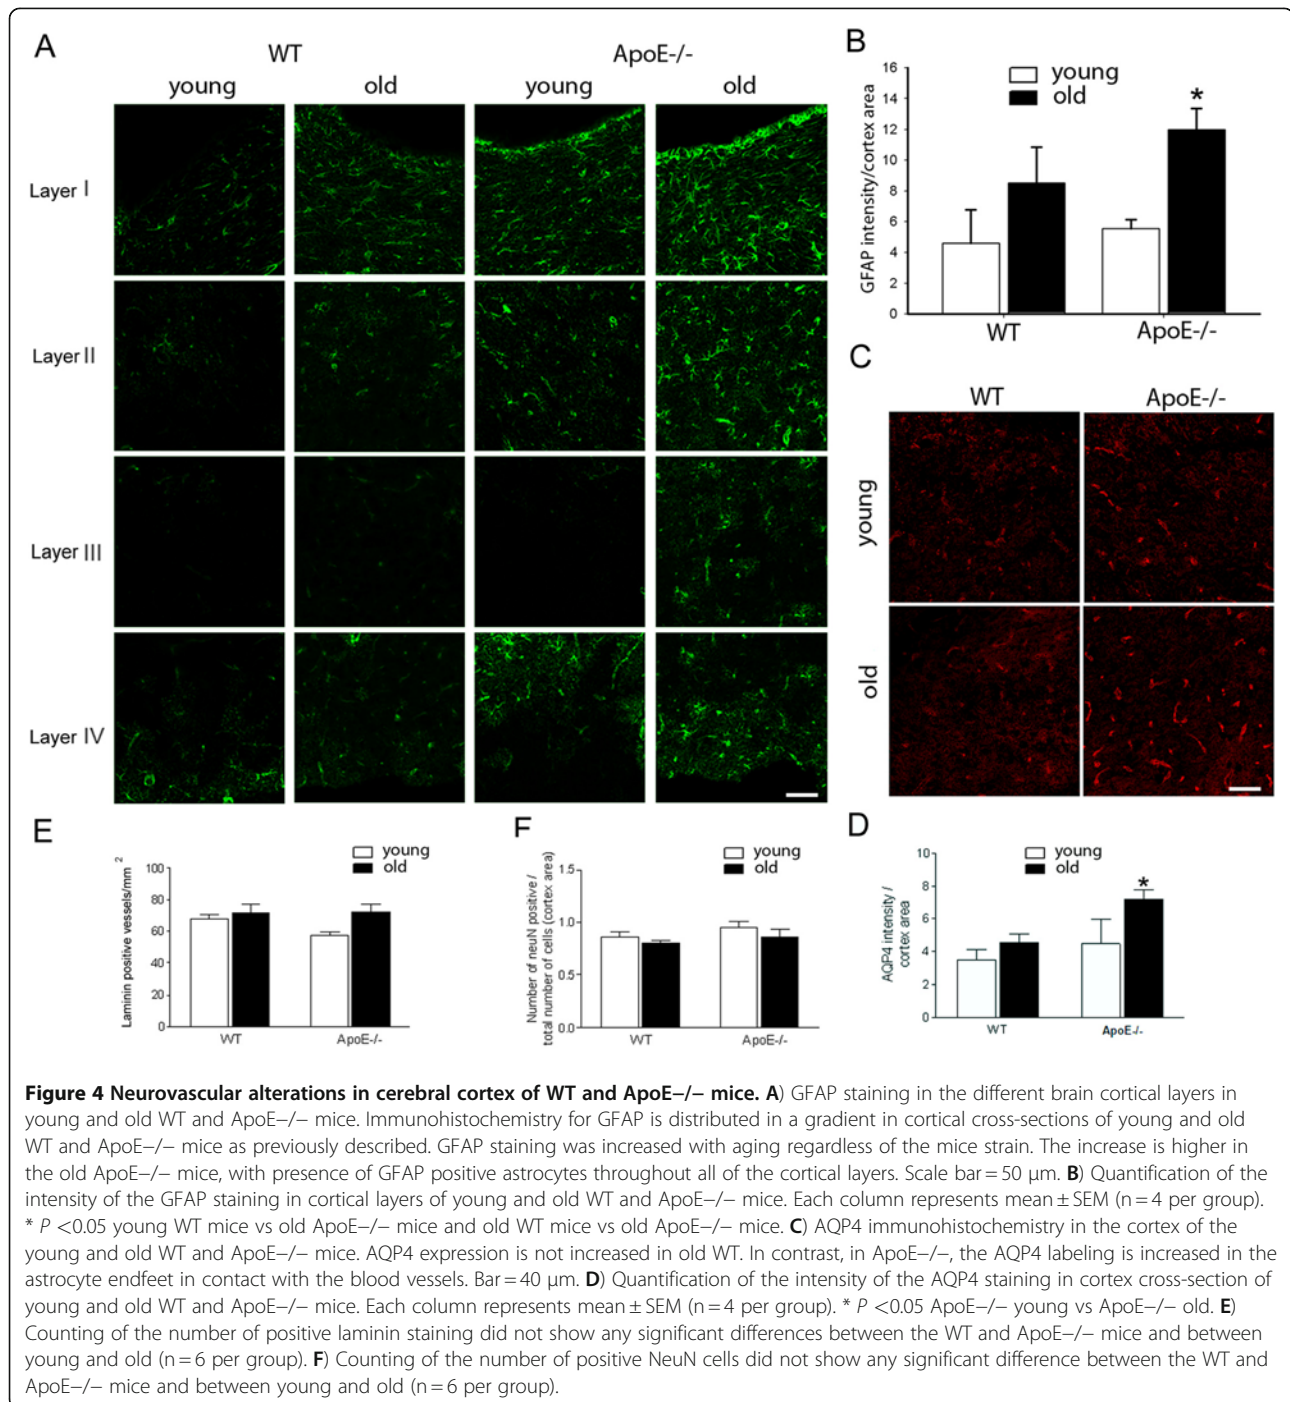 A
WT
ApoE-/-
young
old
young
old
Layer I
Layer II
Layer III
Layer IV
B
young
old
GFAP intensity/cortex area
16
14
12
10
8
6
4
2
0
*
WT
ApoE-/-
C
WT
ApoE-/-
young
old
E
young
old
Laminin positive vessels/mm2
100
80
60
40
20
0
WT
ApoE-/-
F
young
old
Number of neuN positive /
total number of cells (cortex area)
1.5
1.0
0.5
0.0
WT
ApoE-/-
D
young
old
AQP4 intensity /
cortex area
10
8
6
4
2
0
*
WT
ApoE-/-
Figure 4 Neurovascular alterations in cerebral cortex of WT and ApoE−/− mice. A) GFAP staining in the different brain cortical layers in
young and old WT and ApoE−/− mice. Immunohistochemistry for GFAP is distributed in a gradient in cortical cross-sections of young and old
WT and ApoE−/− mice as previously described. GFAP staining was increased with aging regardless of the mice strain. The increase is higher in
the old ApoE−/− mice, with presence of GFAP positive astrocytes throughout all of the cortical layers. Scale bar = 50 μm. B) Quantification of the
intensity of the GFAP staining in cortical layers of young and old WT and ApoE−/− mice. Each column represents mean ± SEM (n = 4 per group).
* P <0.05 young WT mice vs old ApoE−/− mice and old WT mice vs old ApoE−/− mice. C) AQP4 immunohistochemistry in the cortex of the
young and old WT and ApoE−/− mice. AQP4 expression is not increased in old WT. In contrast, in ApoE−/−, the AQP4 labeling is increased in the
astrocyte endfeet in contact with the blood vessels. Bar = 40 μm. D) Quantification of the intensity of the AQP4 staining in cortex cross-section of
young and old WT and ApoE−/− mice. Each column represents mean ± SEM (n = 4 per group). * P <0.05 ApoE−/− young vs ApoE−/− old. E)
Counting of the number of positive laminin staining did not show any significant differences between the WT and ApoE−/− mice and between
young and old (n = 6 per group). F) Counting of the number of positive NeuN cells did not show any significant difference between the WT and
ApoE−/− mice and between young and old (n = 6 per group).